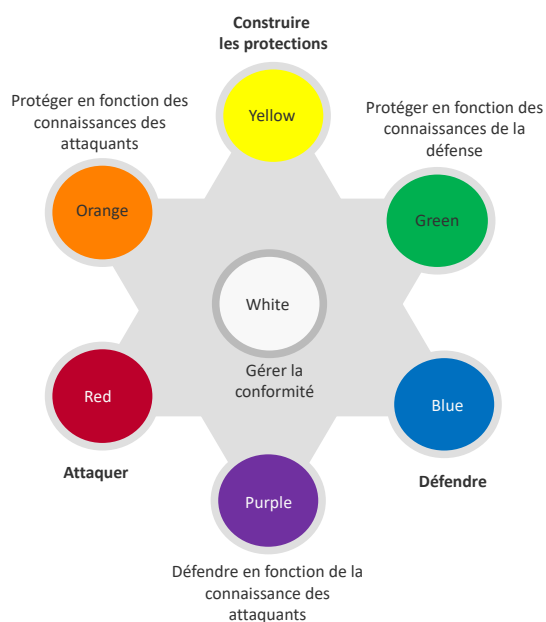 Construire
les protections
Yellow
Protéger en fonction des
connaissances des
attaquants
Orange
Protéger en fonction des
connaissances de la
défense
Green
White
Gérer la
conformité
Red
Attaquer
Blue
Défendre
Purple
Défendre en fonction de la
connaissance des
attaquants